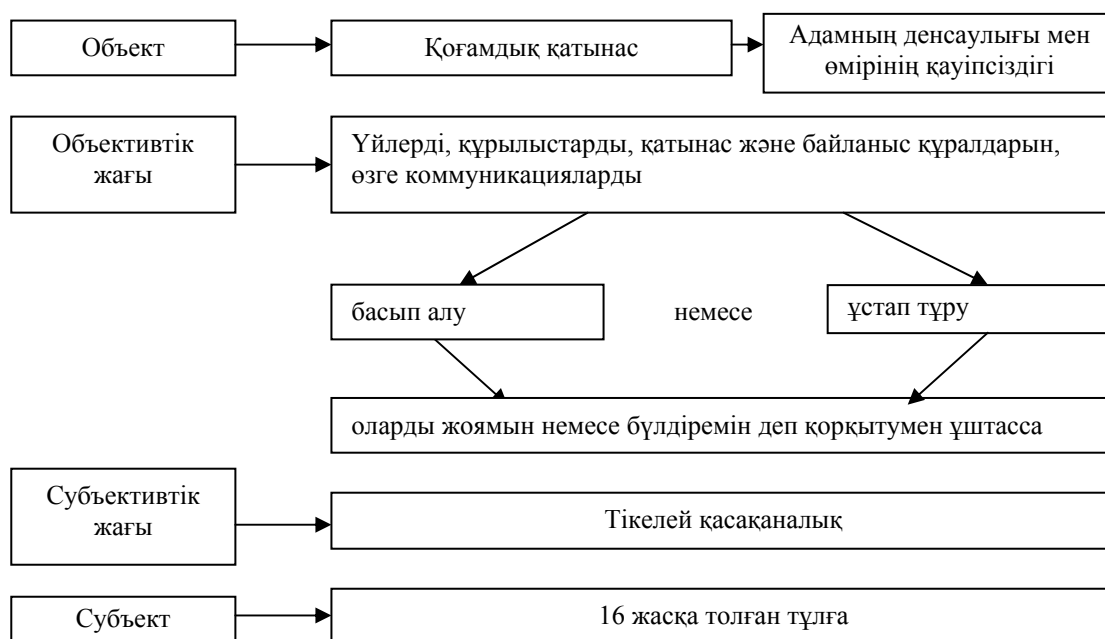 Объект
Қоғамдық қатынас
Адамның денсаулығы мен
өмірінің қауіпсіздігі
Объективтік
жағы
Үйлерді, құрылыстарды, қатынас және байланыс құралдарын,
өзге коммуникацияларды
басып алу
немесе
ұстап тұру
оларды жоямын немесе бүлдіремін деп қорқытумен ұштасса
Субъективтік
жағы
Тікелей қасақаналық
Субъект
16 жасқа толған тұлға